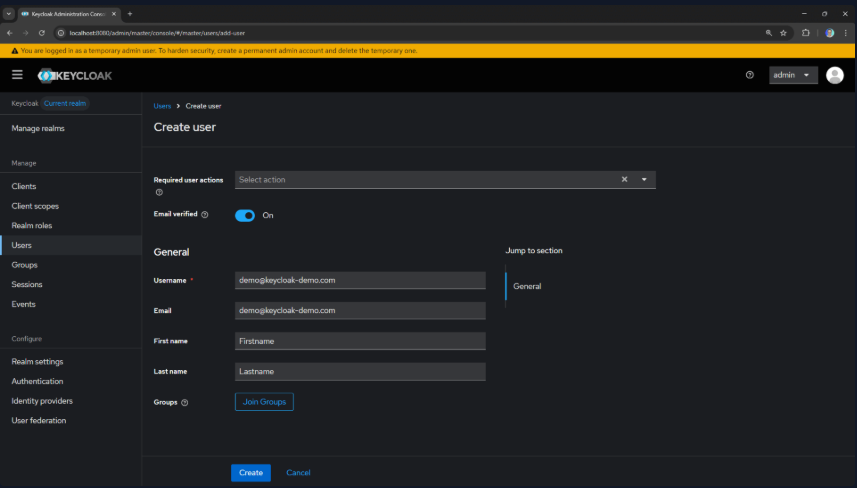 Keycloak Administration Conso
localhost:8080/admin/master/console/#/master/users/add-user
You are logged in as a temporary admin user. To harden security, create a permanent admin account and delete the temporary one.
KEYCLOAK
admin
Keycloak Current realm
Manage realms
Manage
Clients
Client scopes
Realm roles
Users
Groups
Sessions
Events
Configure
Realm settings
Authentication
Identity providers
User federation
Users > Create user
Create user
Required user actions
Select action
Email verified
On
General
Username *
demo@keycloak-demo.com
Email
demo@keycloak-demo.com
First name
Firstname
Last name
Lastname
Groups
Join Groups
Jump to section
General
Create
Cancel